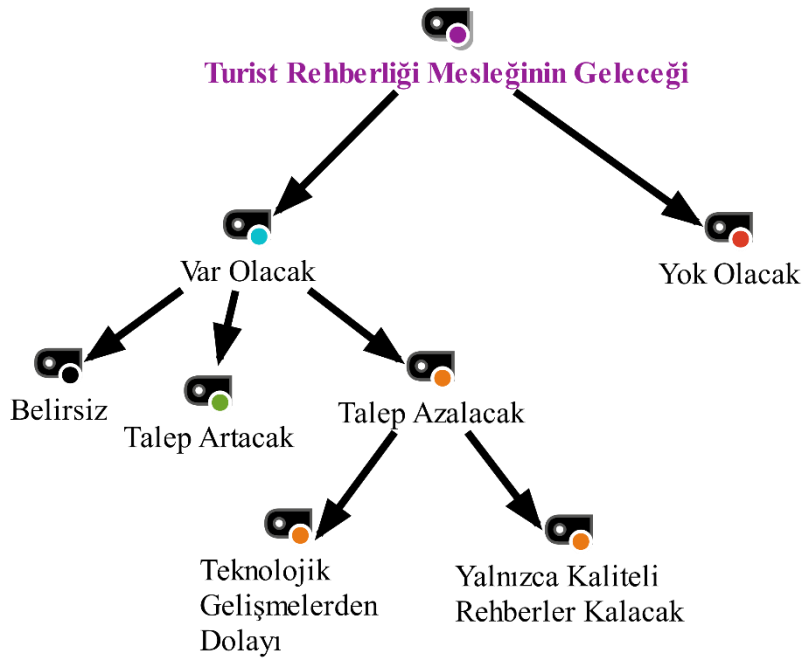 Turist Rehberliği Mesleğinin Geleceği
Var Olacak
Yok Olacak
Belirsiz
Talep Artacak
Talep Azalacak
Teknolojik
Gelişmelerden
Dolayı
Yalnızca Kaliteli
Rehberler Kalacak